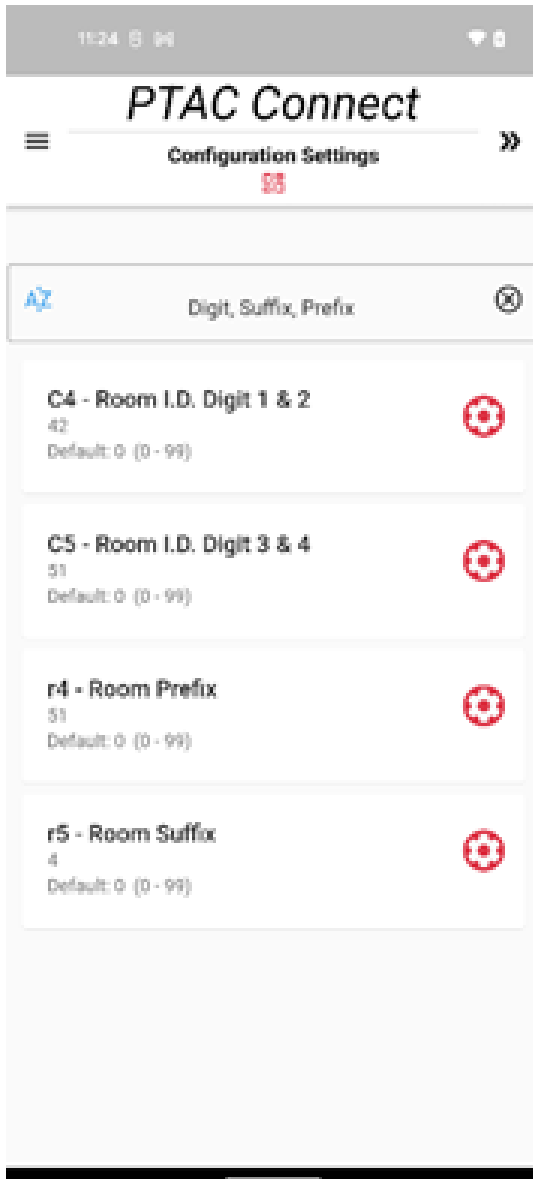 11:24
PTAC Connect
Configuration Settings
Digit, Suffix, Prefix
C4 - Room I.D. Digit 1 & 2
42
Default: 0 (0 - 99)
C5 - Room I.D. Digit 3 & 4
51
Default: 0 (0 - 99)
r4 - Room Prefix
51
Default: 0 (0 - 99)
r5 - Room Suffix
4
Default: 0 (0 - 99)